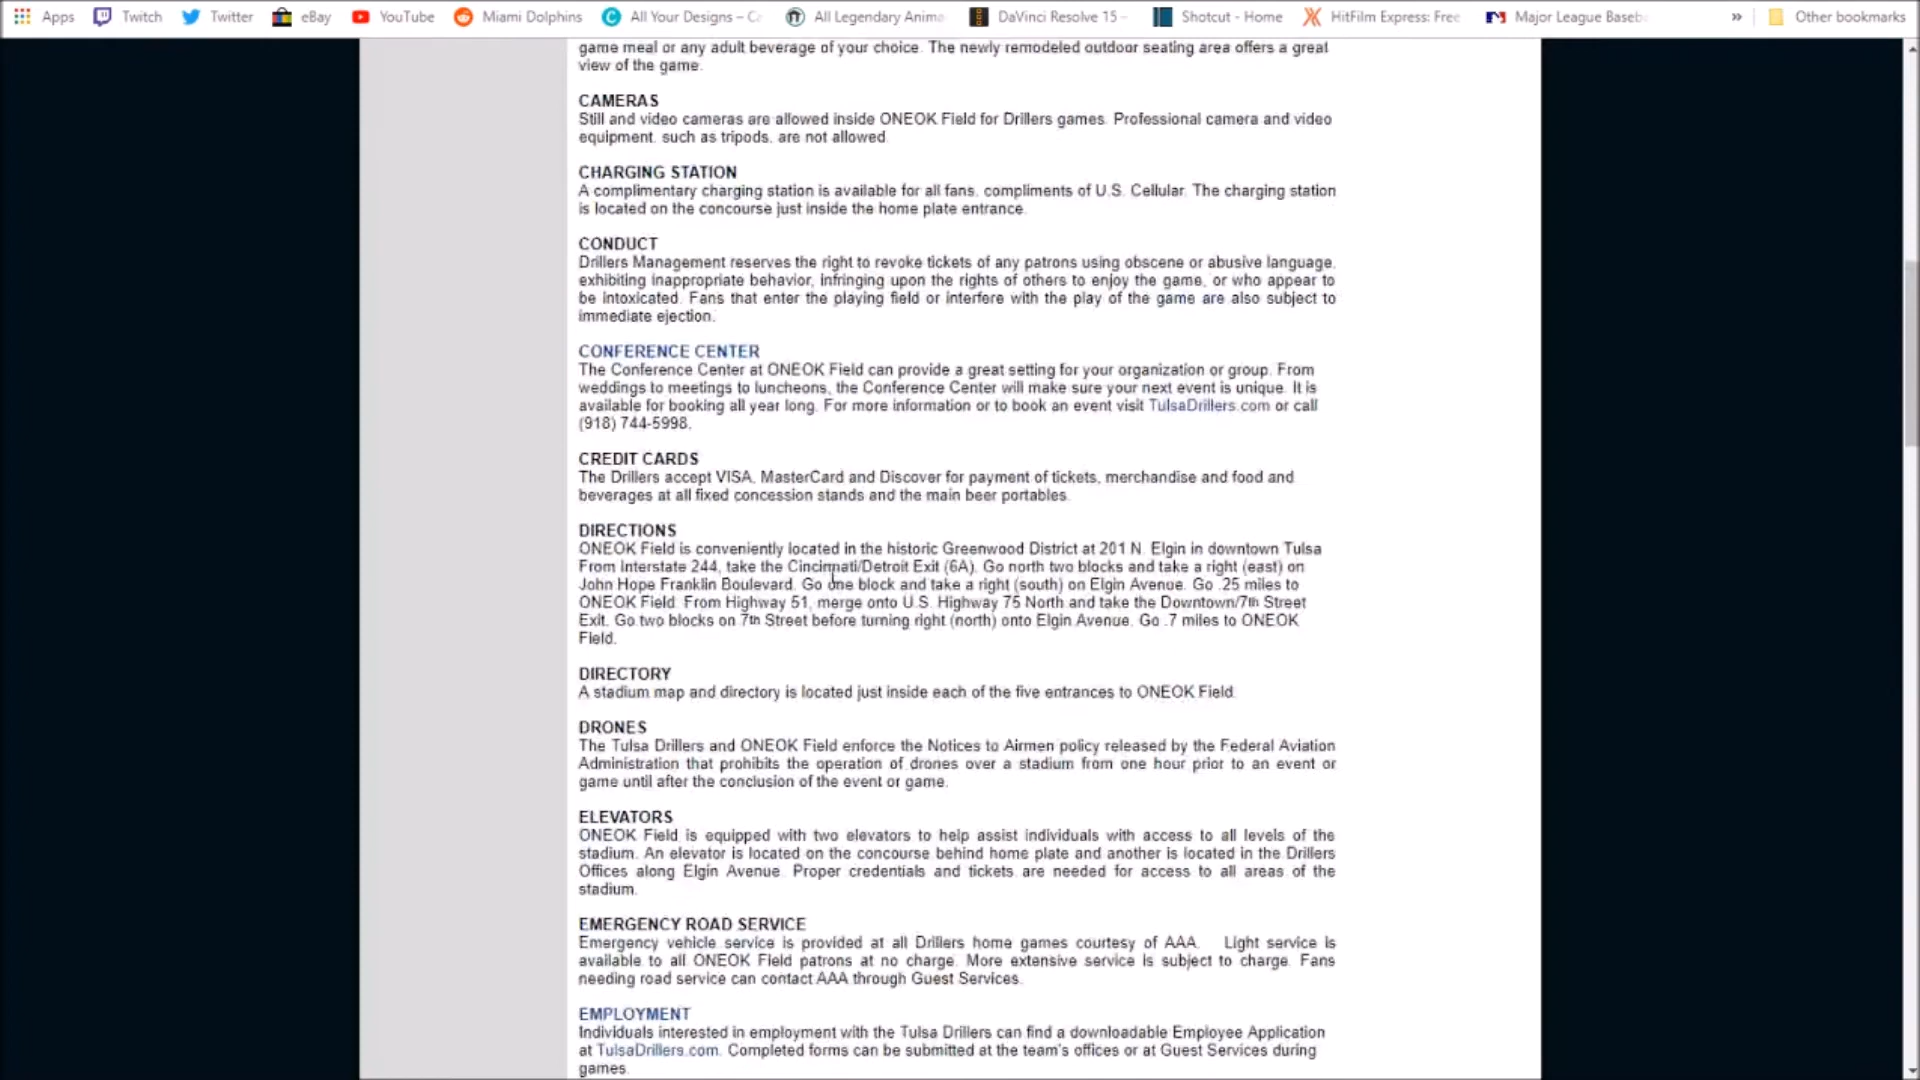 Apps Twitch Twitter eBay YouTube Miami Dolphins All Your Designs – Ca All Legendary Anima DaVinci Resolve 15 – Shotcut - Home HitFilm Express: Free Major League Baseb » Other bookmarks
game meal or any adult beverage of your choice. The newly remodeled outdoor seating area offers a great
view of the game.
CAMERAS
Still and video cameras are allowed inside ONEOK Field for Drillers games. Professional camera and video
equipment, such as tripods, are not allowed.
CHARGING STATION
A complimentary charging station is available for all fans, compliments of U.S. Cellular. The charging station
is located on the concourse just inside the home plate entrance.
CONDUCT
Drillers Management reserves the right to revoke tickets of any patrons using obscene or abusive language,
exhibiting inappropriate behavior, infringing upon the rights of others to enjoy the game, or who appear to
be intoxicated. Fans that enter the playing field or interfere with the play of the game are also subject to
immediate ejection.
CONFERENCE CENTER
The Conference Center at ONEOK Field can provide a great setting for your organization or group. From
weddings to meetings to luncheons, the Conference Center will make sure your next event is unique. It is
available for booking all year long. For more information or to book an event visit TulsaDrillers.com or call
(918) 744-5998.
CREDIT CARDS
The Drillers accept VISA, MasterCard and Discover for payment of tickets, merchandise and food and
beverages at all fixed concession stands and the main beer portables.
DIRECTIONS
ONEOK Field is conveniently located in the historic Greenwood District at 201 N. Elgin in downtown Tulsa
From Interstate 244, take the Cincinnati/Detroit Exit (6A). Go north two blocks and take a right (east) on
John Hope Franklin Boulevard. Go one block and take a right (south) on Elgin Avenue. Go .25 miles to
ONEOK Field. From Highway 51, merge onto U.S. Highway 75 North and take the Downtown/7th Street
Exit. Go two blocks on 7th Street before turning right (north) onto Elgin Avenue. Go .7 miles to ONEOK
Field.
DIRECTORY
A stadium map and directory is located just inside each of the five entrances to ONEOK Field.
DRONES
The Tulsa Drillers and ONEOK Field enforce the Notices to Airmen policy released by the Federal Aviation
Administration that prohibits the operation of drones over a stadium from one hour prior to an event or
game until after the conclusion of the event or game.
ELEVATORS
ONEOK Field is equipped with two elevators to help assist individuals with access to all levels of the
stadium. An elevator is located on the concourse behind home plate and another is located in the Drillers
Offices along Elgin Avenue. Proper credentials and tickets are needed for access to all areas of the
stadium.
EMERGENCY ROAD SERVICE
Emergency vehicle service is provided at all Drillers home games courtesy of AAA. Light service is
available to all ONEOK Field patrons at no charge. More extensive service is subject to charge. Fans
needing road service can contact AAA through Guest Services.
EMPLOYMENT
Individuals interested in employment with the Tulsa Drillers can find a downloadable Employee Application
at TulsaDrillers.com. Completed forms can be submitted at the team's offices or at Guest Services during
games.